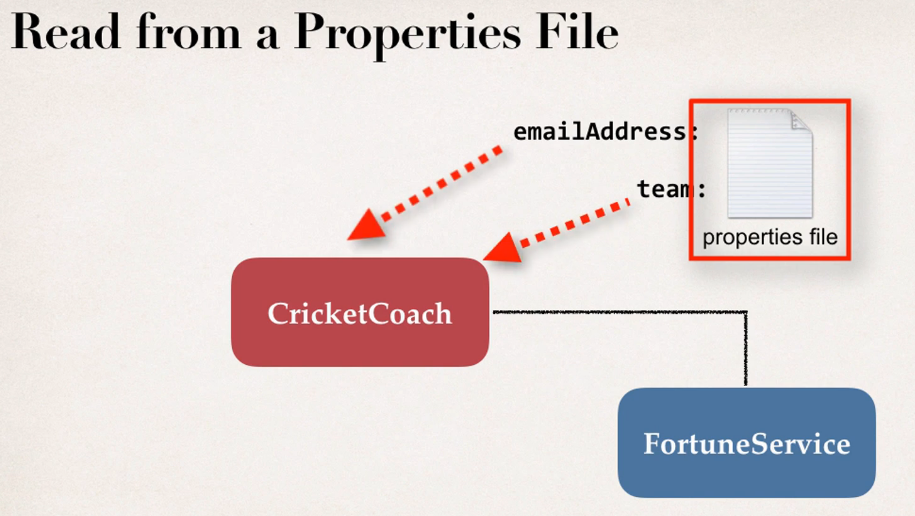 Read from a Properties File
emailAddress:
team:
properties file
CricketCoach
FortuneService